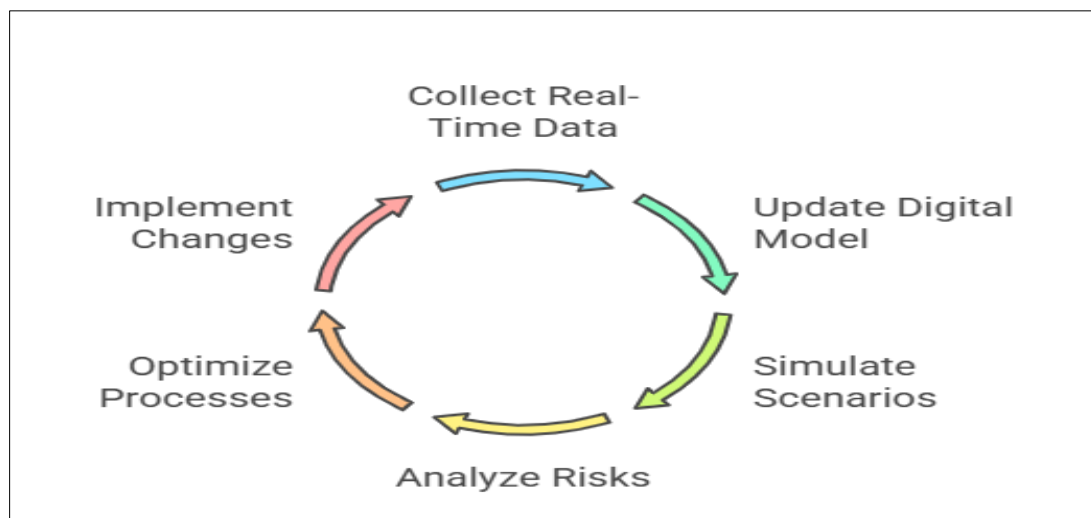 Collect Real-
Time Data
Update Digital
Model
Simulate
Scenarios
Analyze Risks
Optimize
Processes
Implement
Changes